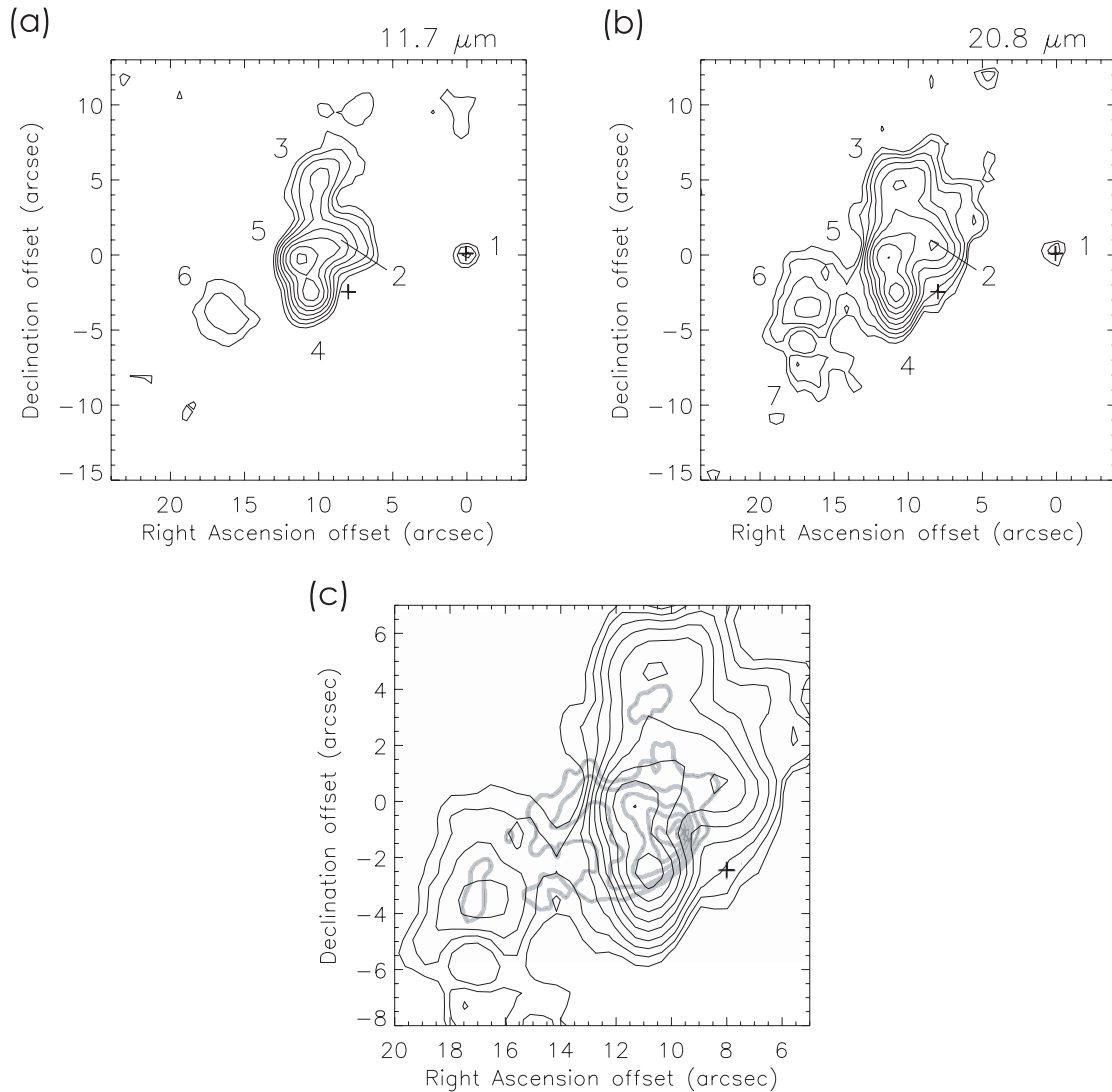 (a)
11.7 μm
Declination offset (arcsec)
10
5
0
−5
−10
−15
3
5
6
1
2
4
20 15 10 5 0
Right Ascension offset (arcsec)
(b)
20.8 μm
Declination offset (arcsec)
10
5
0
−5
−10
−15
3
5
6
1
2
4
7
20 15 10 5 0
Right Ascension offset (arcsec)
(c)
Declination offset (arcsec)
6
4
2
0
−2
−4
−6
−8
20 18 16 14 12 10 8 6
Right Ascension offset (arcsec)